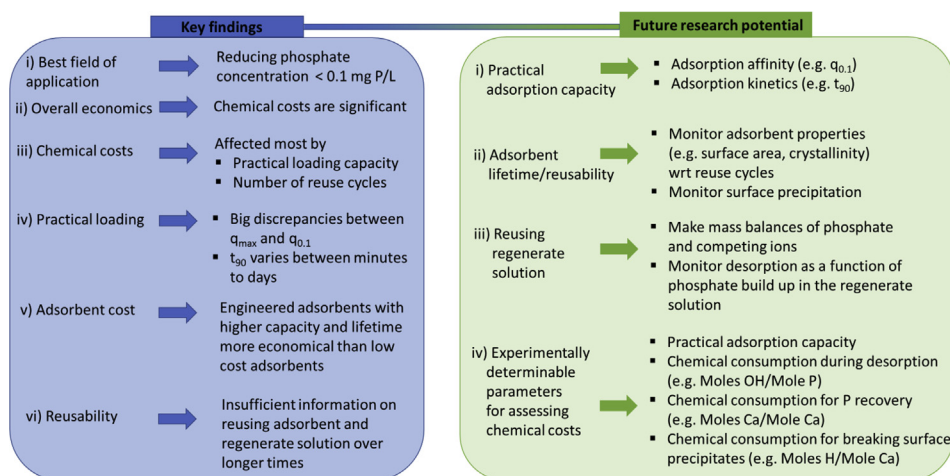 Key findings
i) Best field of
application
Reducing phosphate
concentration < 0.1 mg P/L
ii) Overall economics
Chemical costs are significant
iii) Chemical costs
Affected most by
▪ Practical loading capacity
▪ Number of reuse cycles
iv) Practical loading
▪ Big discrepancies between
qmax and q0.1
▪ t90 varies between minutes
to days
v) Adsorbent cost
Engineered adsorbents with
higher capacity and lifetime
more economical than low
cost adsorbents
vi) Reusability
Insufficient information on
reusing adsorbent and
regenerate solution over
longer times
Future research potential
i) Practical
adsorption capacity
▪ Adsorption affinity (e.g. q0.1)
▪ Adsorption kinetics (e.g. t90)
ii) Adsorbent
lifetime/reusability
▪ Monitor adsorbent properties
(e.g. surface area, crystallinity)
wrt reuse cycles
▪ Monitor surface precipitation
iii) Reusing
regenerate
solution
▪ Make mass balances of phosphate
and competing ions
▪ Monitor desorption as a function of
phosphate build up in the regenerate
solution
iv) Experimentally
determinable
parameters
for assessing
chemical costs
▪ Practical adsorption capacity
▪ Chemical consumption during desorption
(e.g. Moles OH/Mole P)
▪ Chemical consumption for P recovery
(e.g. Moles Ca/Mole Ca)
▪ Chemical consumption for breaking surface
precipitates (e.g. Moles H/Mole Ca)